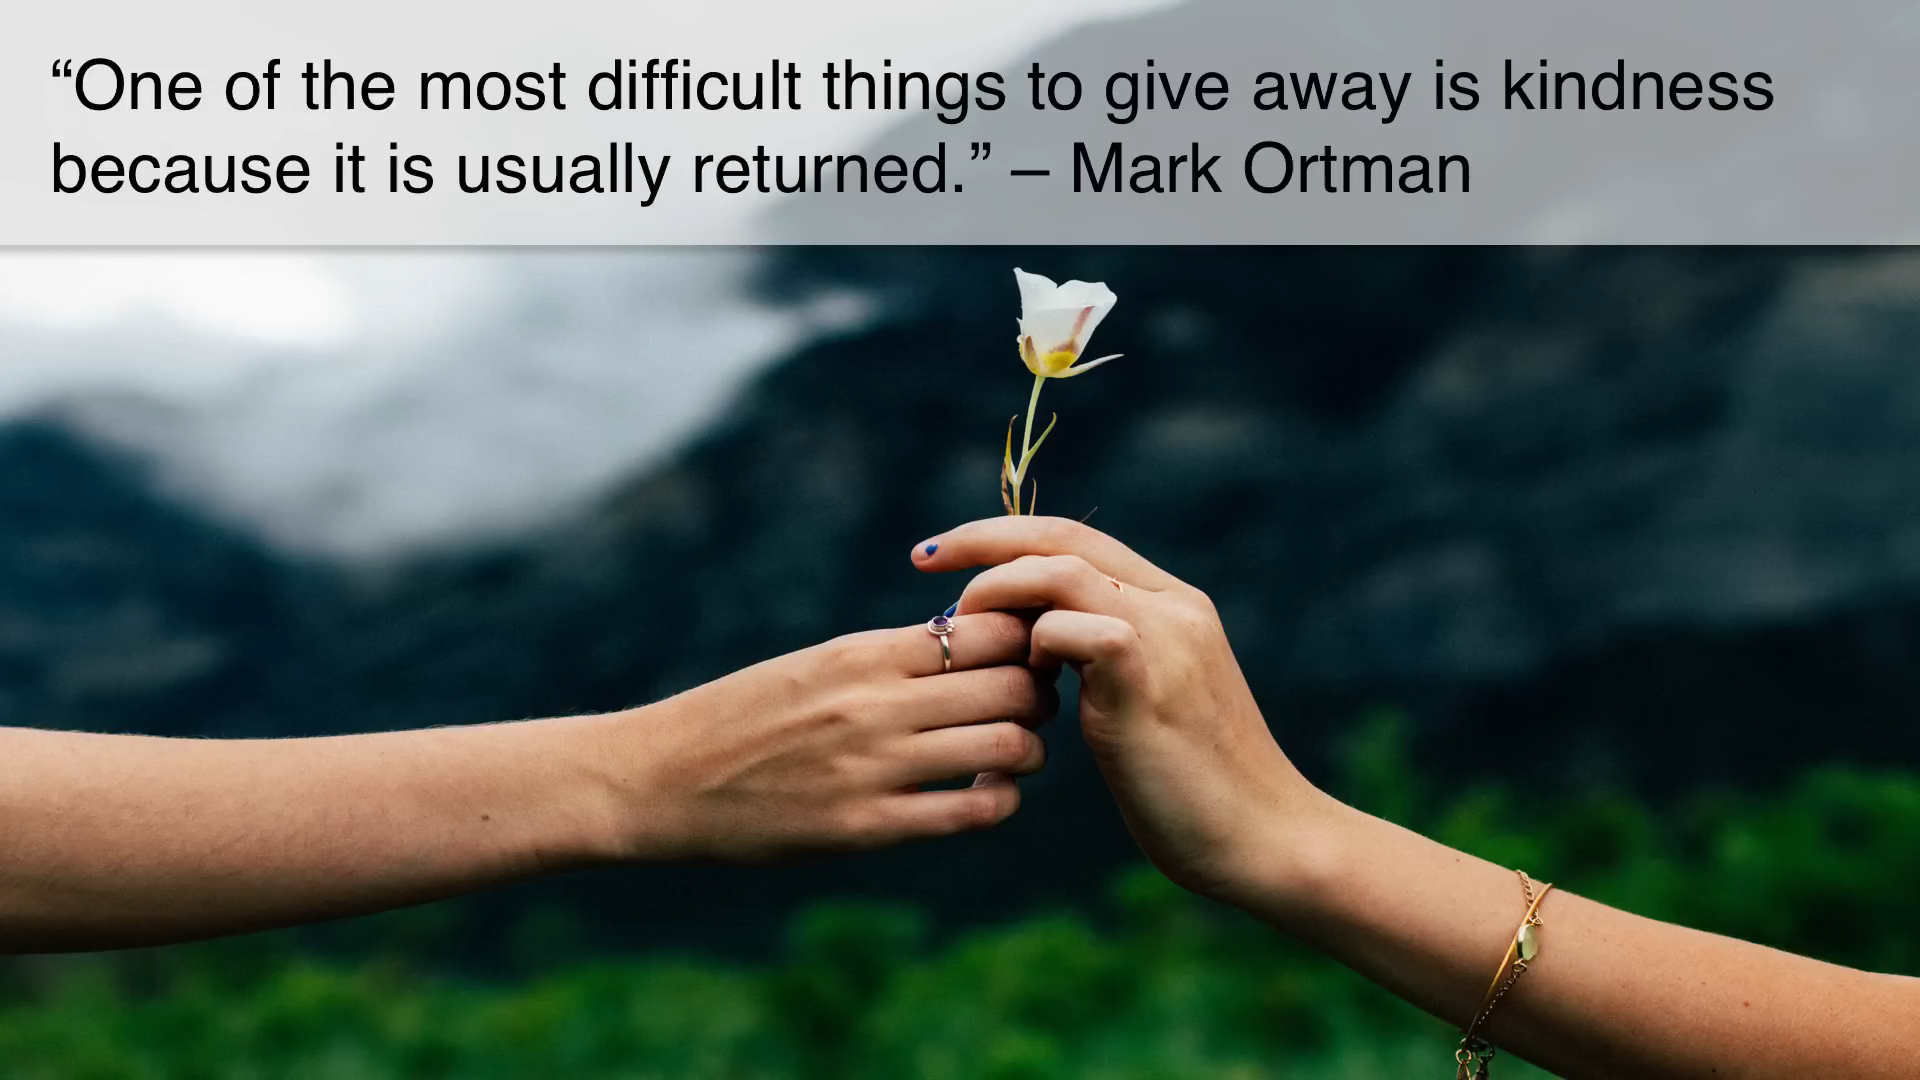 “One of the most difficult things to give away is kindness
because it is usually returned.” – Mark Ortman